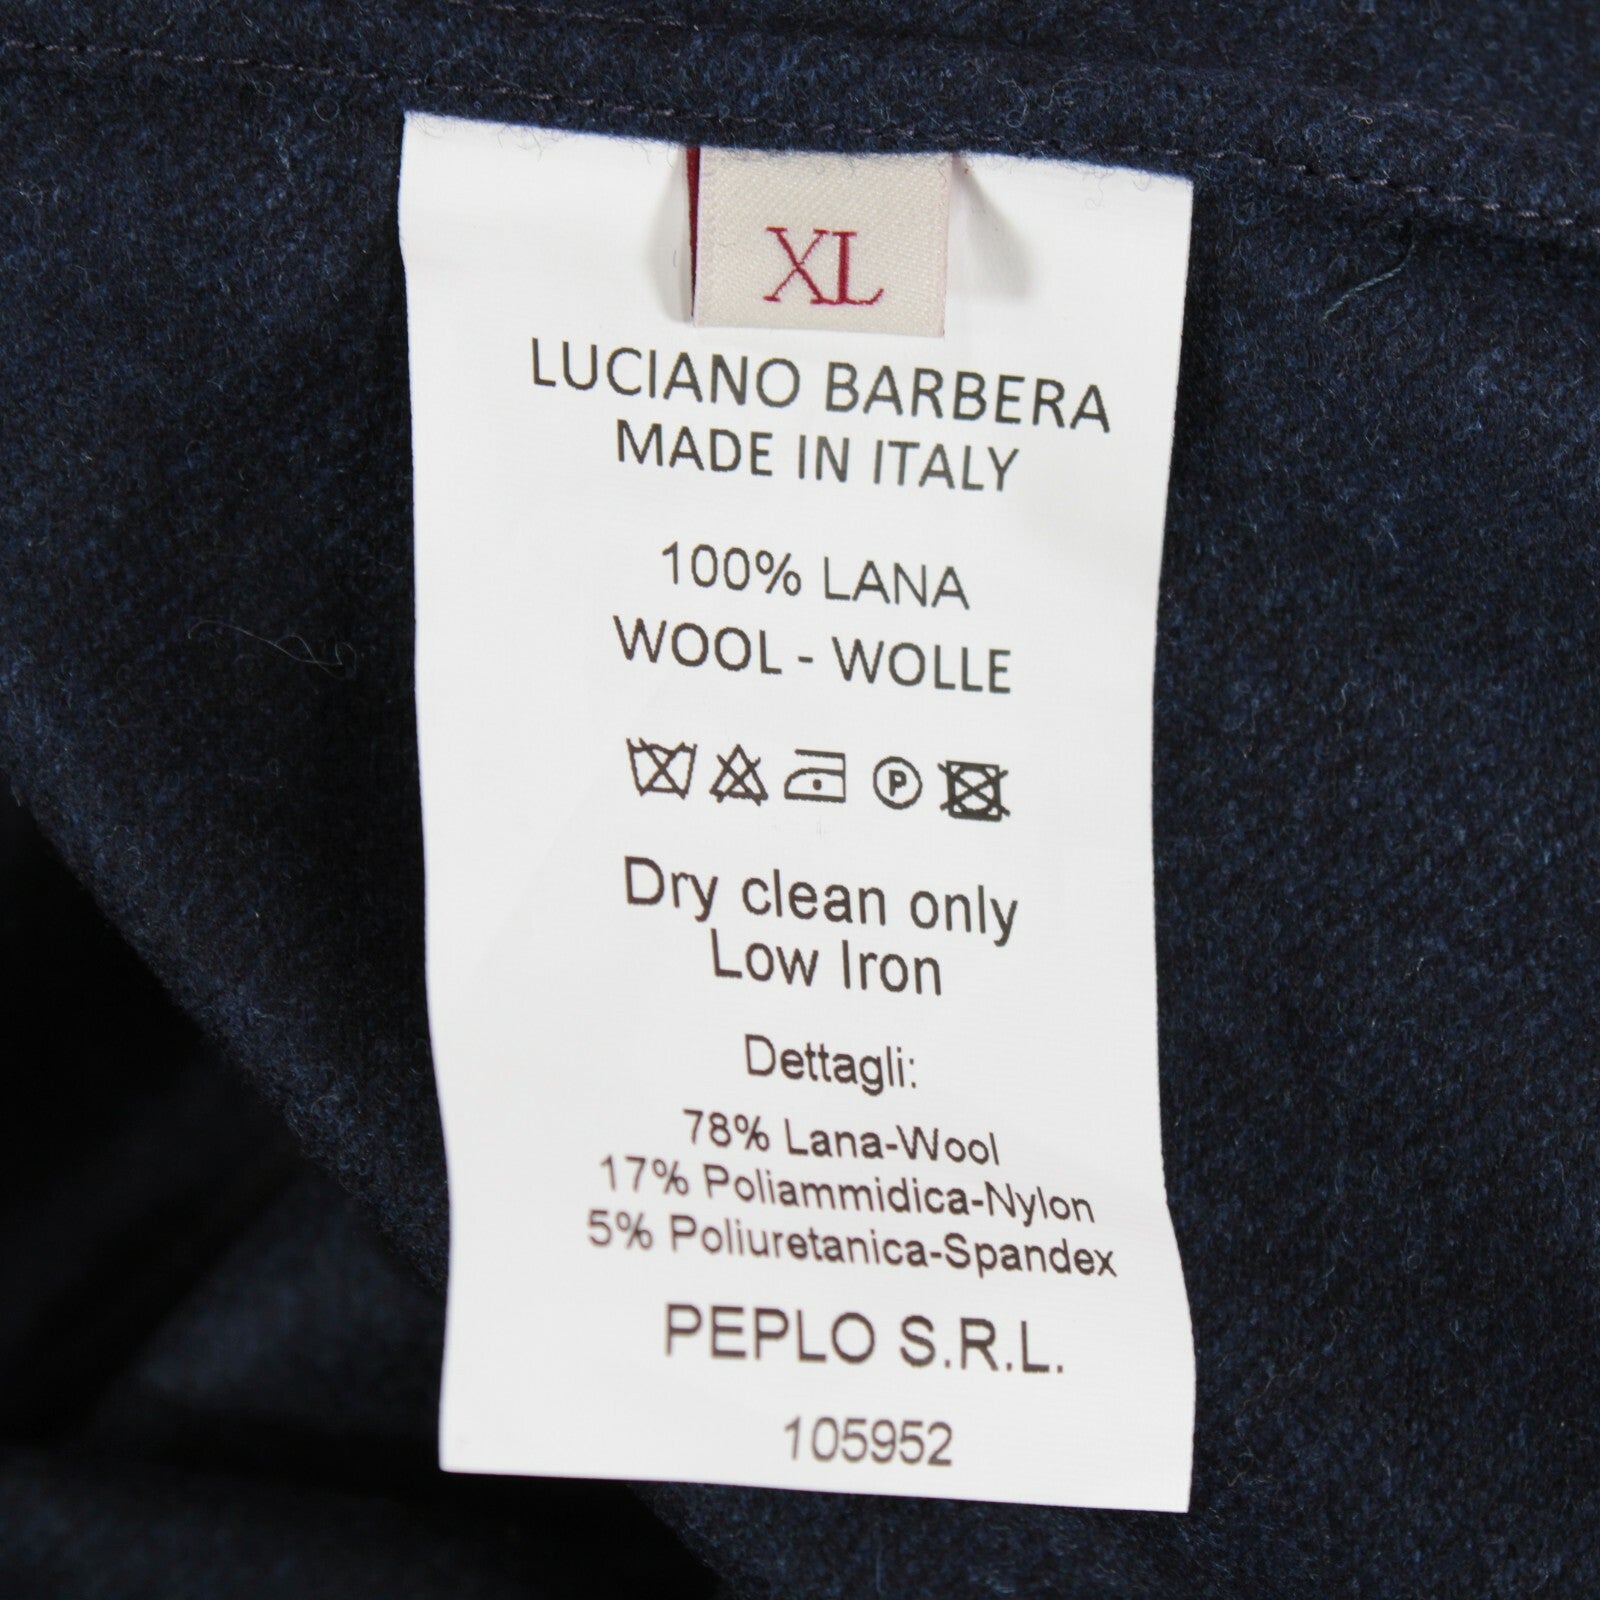 XL
LUCIANO BARBERA
MADE IN ITALY
100% LANA
WOOL - WOLLE
P
Dry clean only
Low Iron
Dettagli:
78% Lana-Wool
17% Poliammidica-Nylon
5% Poliuretanica-Spandex
PEPLO S.R.L.
105952